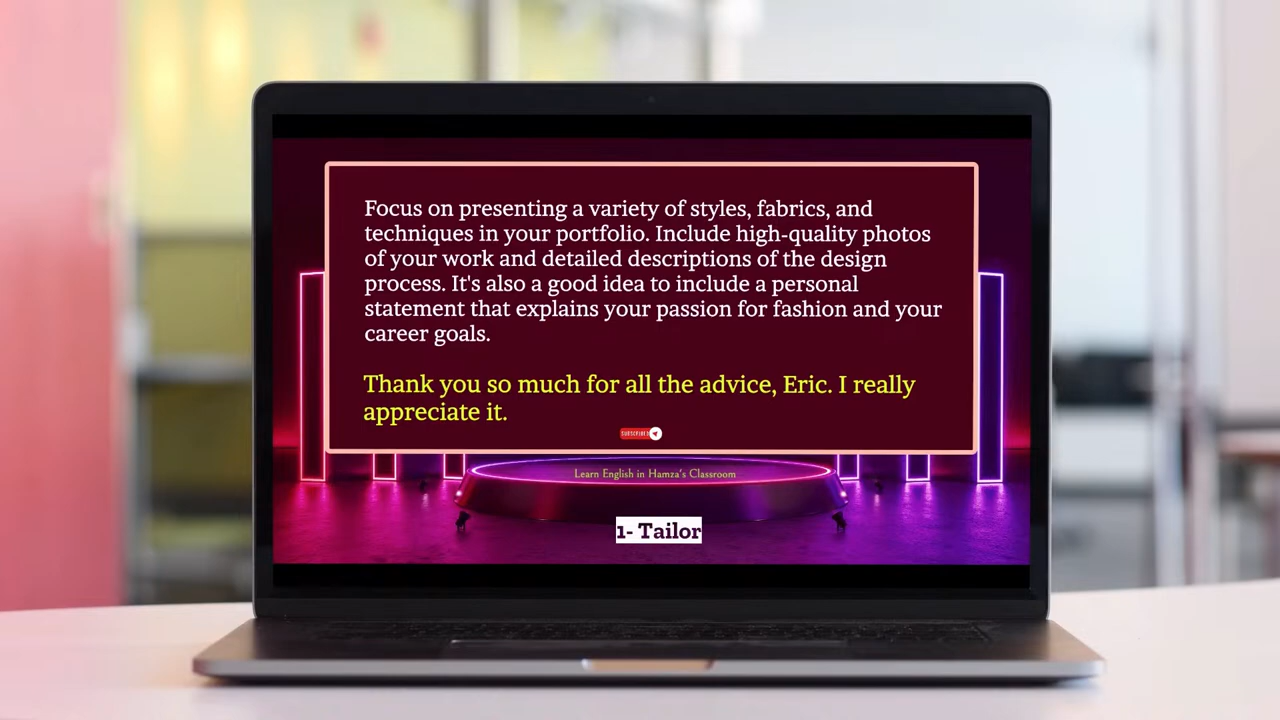 Focus on presenting a variety of styles, fabrics, and
techniques in your portfolio. Include high-quality photos
of your work and detailed descriptions of the design
process. It's also a good idea to include a personal
statement that explains your passion for fashion and your
career goals.
Thank you so much for all the advice, Eric. I really
appreciate it.
SUBSCRIBED
Learn English in Hamza's Classroom
1- Tailor